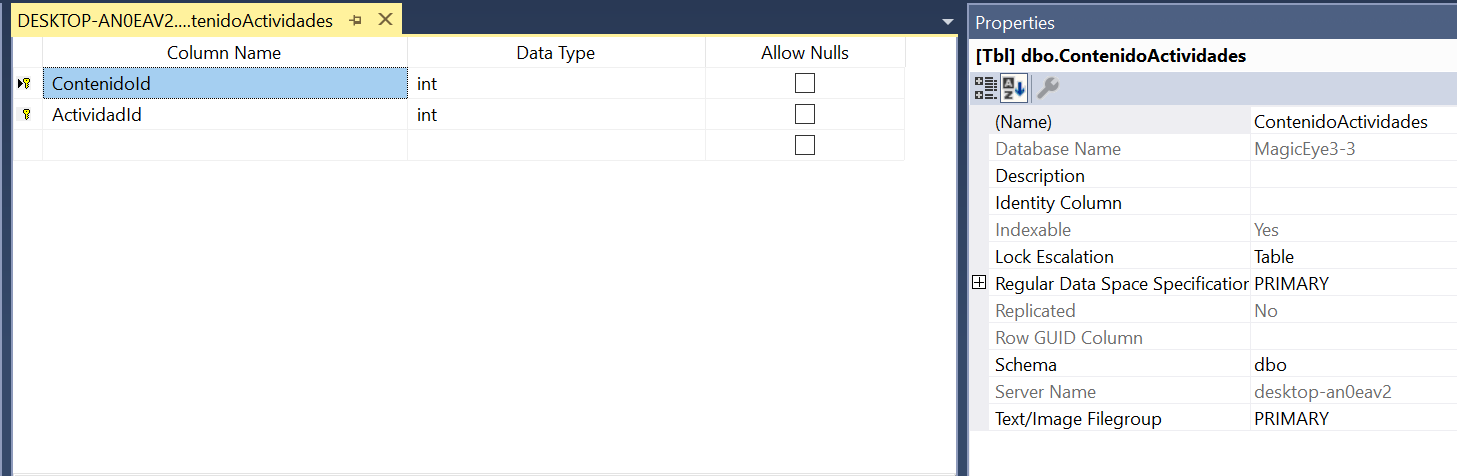 DESKTOP-AN0EAV2....tenidoActividades
Column Name Data Type Allow Nulls
ContenidoId int
ActividadId int
Properties
[Tbl] dbo.ContenidoActividades
(Name) ContenidoActividades
Database Name MagicEye3-3
Description
Identity Column
Indexable Yes
Lock Escalation Table
Regular Data Space Specification PRIMARY
Replicated No
Row GUID Column
Schema dbo
Server Name desktop-an0eav2
Text/Image Filegroup PRIMARY